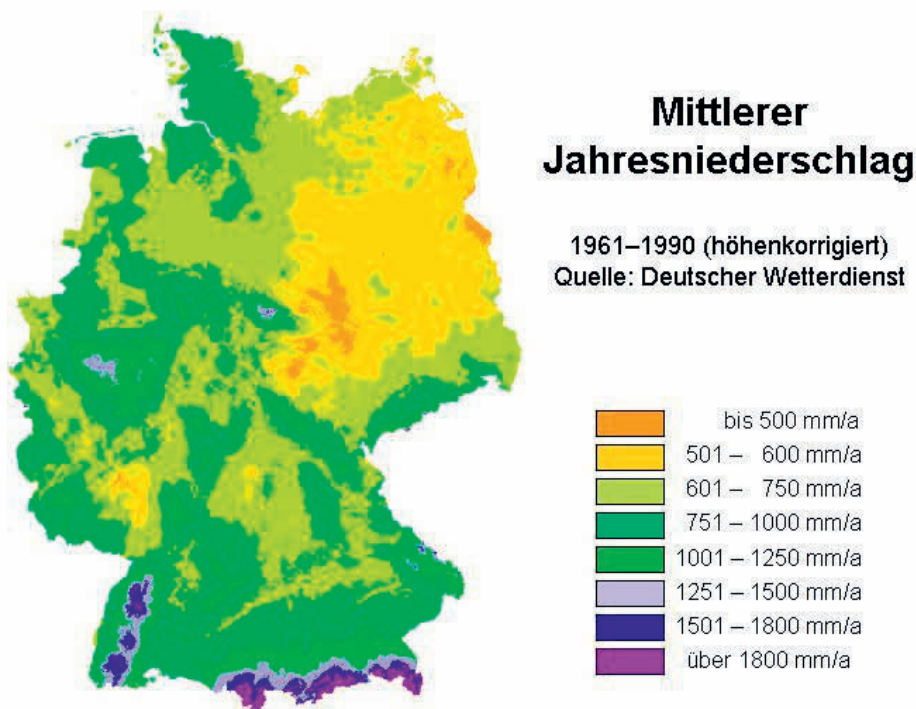 Mittlerer
Jahresniederschlag
1961–1990 (höhenkorrigiert)
Quelle: Deutscher Wetterdienst
bis 500 mm/a
501 – 600 mm/a
601 – 750 mm/a
751 – 1000 mm/a
1001 – 1250 mm/a
1251 – 1500 mm/a
1501 – 1800 mm/a
über 1800 mm/a